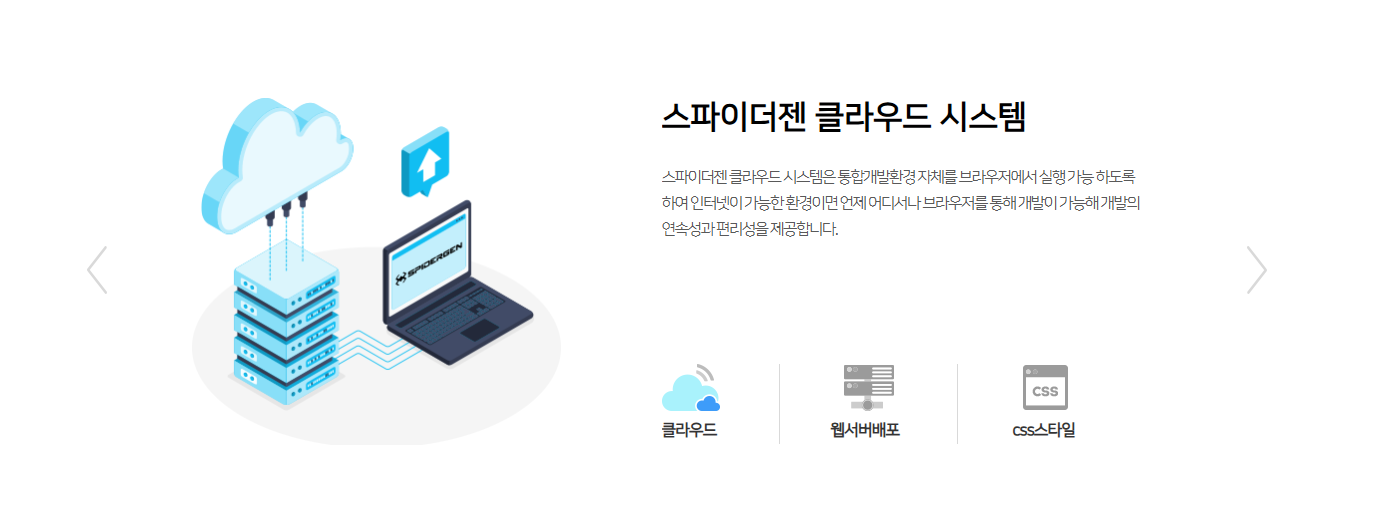 스파이더젠 클라우드 시스템
스파이더젠 클라우드 시스템은 통합개발환경 자체를 브라우저에서 실행 가능 하도록
하여 인터넷이 가능한 환경이면 언제 어디서나 브라우저를 통해 개발이 가능해 개발의
연속성과 편리성을 제공합니다.
SPIDERGEN
CSS
클라우드
웹서버배포
css스타일